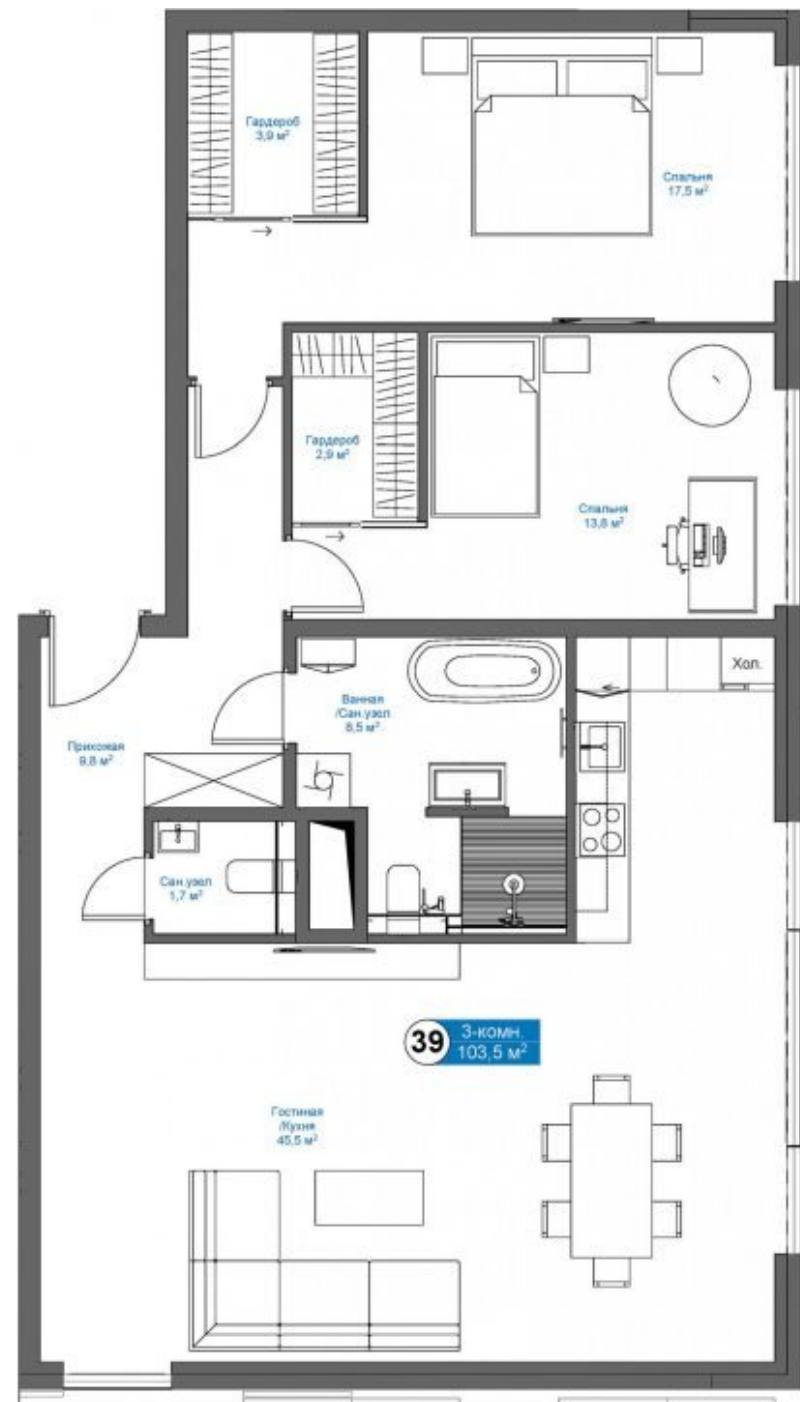 Гардероб
3,9 м²
Спальня
17,5 м²
Гардероб
2,9 м²
Спальня
13,8 м²
Хол.
Ванная
/Сан.узел
8,5 м²
Прихожая
9,8 м²
Сан.узел
1,7 м²
39
3-комн.
103,5 м²
Гостиная
/Кухня
45,5 м²